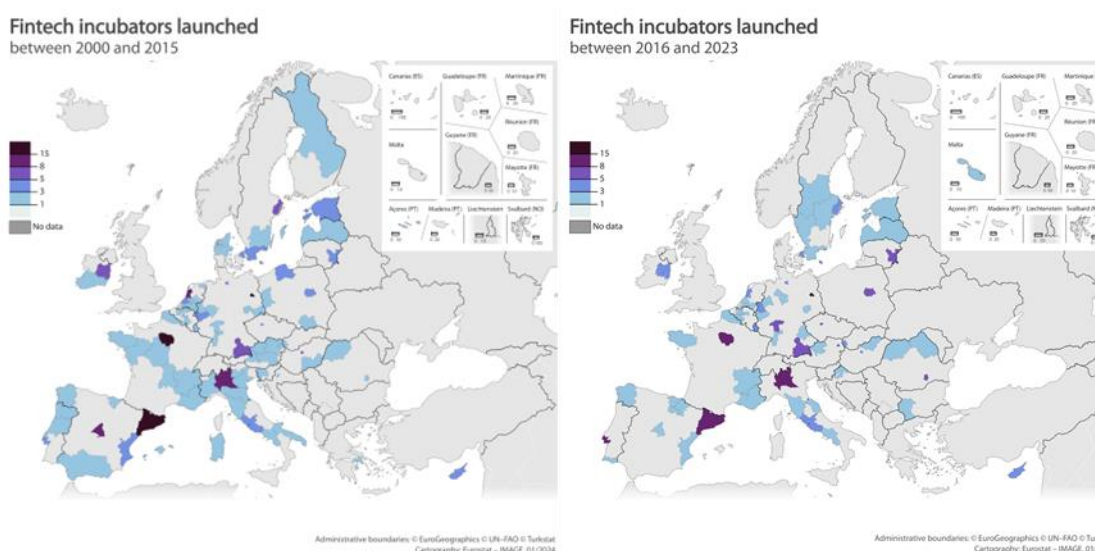 Fintech incubators launched
between 2000 and 2015
Canarias (ES)
Guadeloupe (FR)
Martinique (FR)
Réunion (FR)
Guyane (FR)
Malta
Mayotte (FR)
Açores (PT)
Madeira (PT)
Liechtenstein
Svalbard (NO)
15
8
5
3
1
No data
Administrative boundaries: © EuroGeographics © UN–FAO © Turkstat
Cartography: Eurostat – IMAGE, 01/2024
Fintech incubators launched
between 2016 and 2023
Canarias (ES)
Guadeloupe (FR)
Martinique (FR)
Réunion (FR)
Guyane (FR)
Malta
Mayotte (FR)
Açores (PT)
Madeira (PT)
Liechtenstein
Svalbard (N
15
8
5
3
1
No data
Administrative boundaries: © EuroGeographics © UN–FAO © Tu
Cartography: Eurostat – IMAGE, 03